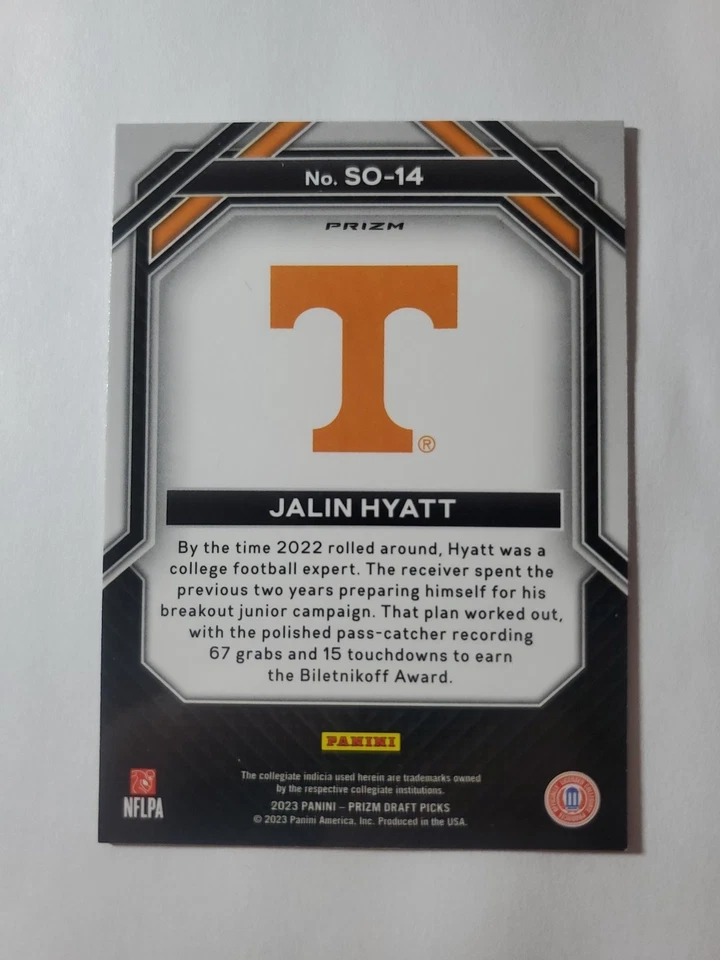 No. SO-14
PRIZM
T
®
JALIN HYATT
By the time 2022 rolled around, Hyatt was a
college football expert. The receiver spent the
previous two years preparing himself for his
breakout junior campaign. That plan worked out,
with the polished pass-catcher recording
67 grabs and 15 touchdowns to earn
the Biletnikoff Award.
PANINI
The collegiate indicia used herein are trademarks owned
by the respective collegiate institutions.
2023 PANINI – PRIZM DRAFT PICKS
© 2023 Panini America, Inc. Produced in the USA.
NFLPA